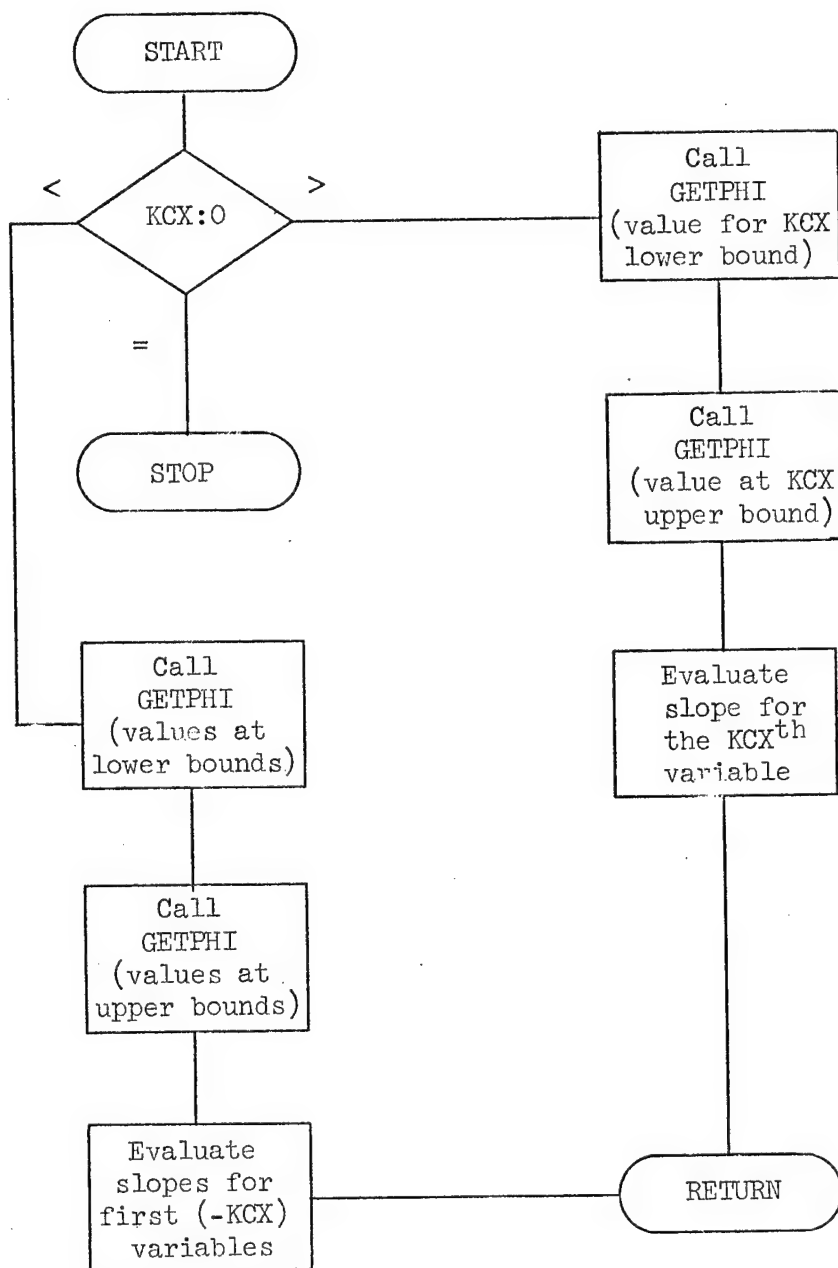 START
<
>
KCX:0
=
STOP
Call
GETPHI
(value for KCX
lower bound)
Call
GETPHI
(value at KCX
upper bound)
Evaluate
slope for
the KCXth
variable
Call
GETPHI
(values at
lower bounds)
Call
GETPHI
(values at
upper bounds)
Evaluate
slopes for
first (-KCX)
variables
RETURN